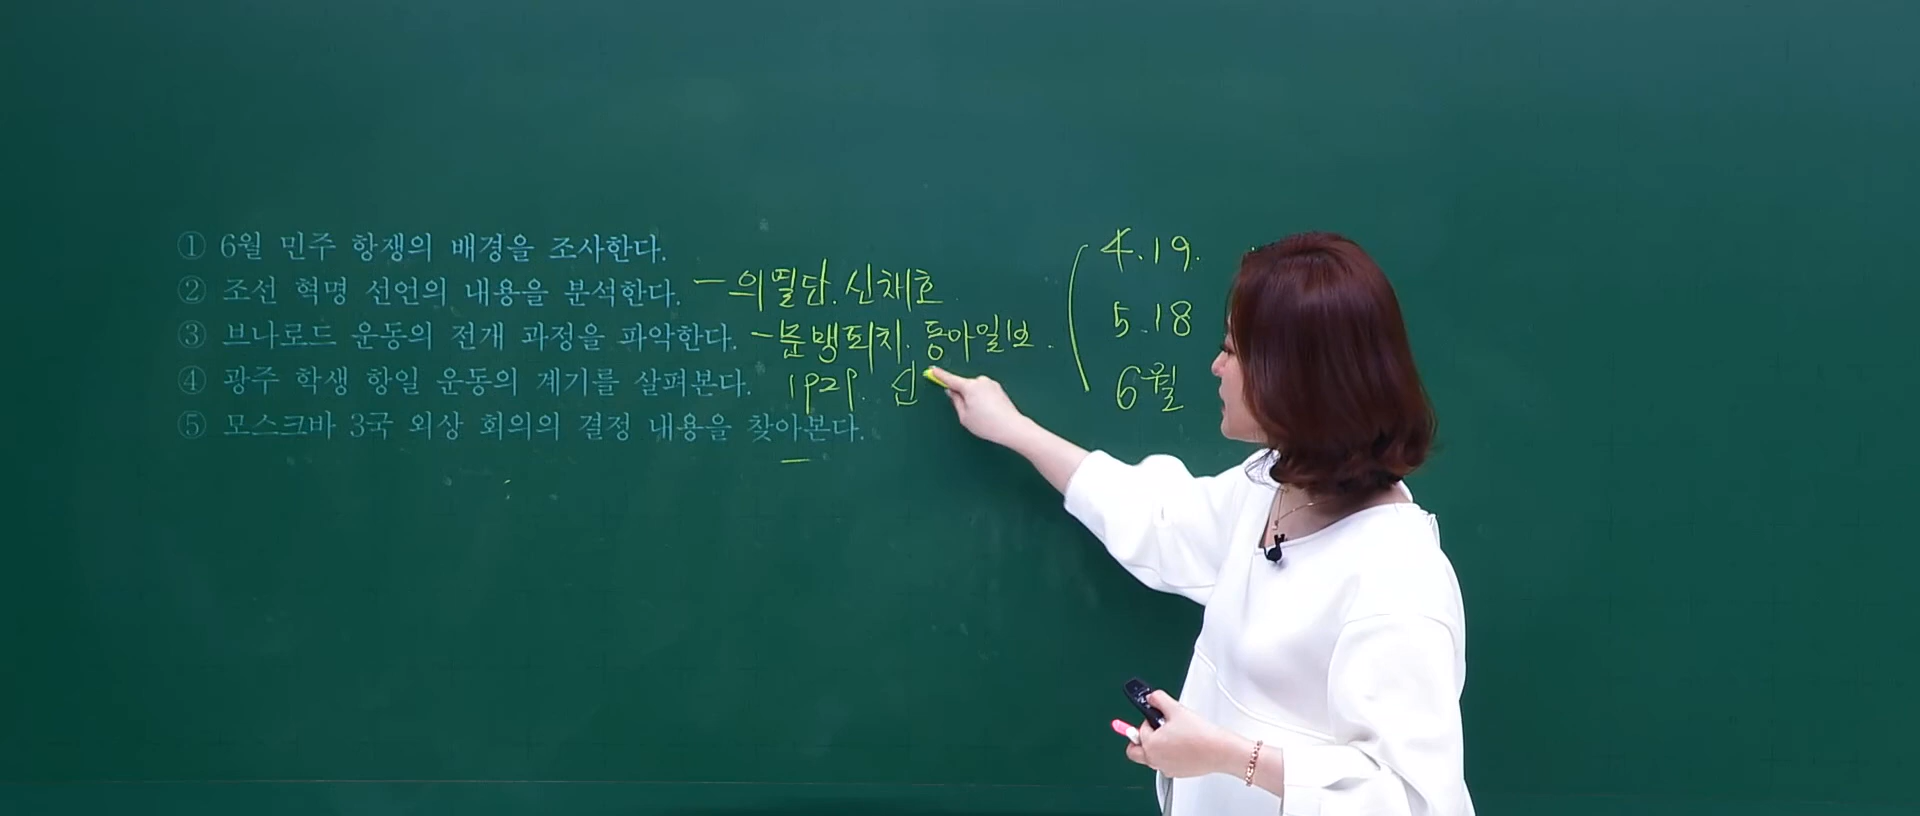 ① 6월 민주 항쟁의 배경을 조사한다.
② 조선 혁명 선언의 내용을 분석한다. - 의열단. 신채호
③ 브나로드 운동의 전개 과정을 파악한다. - 문맹퇴치. 동아일보.
④ 광주 학생 항일 운동의 계기를 살펴본다. 1929. 신
⑤ 모스크바 3국 외상 회의의 결정 내용을 찾아본다.
4.19.
5.18
6월